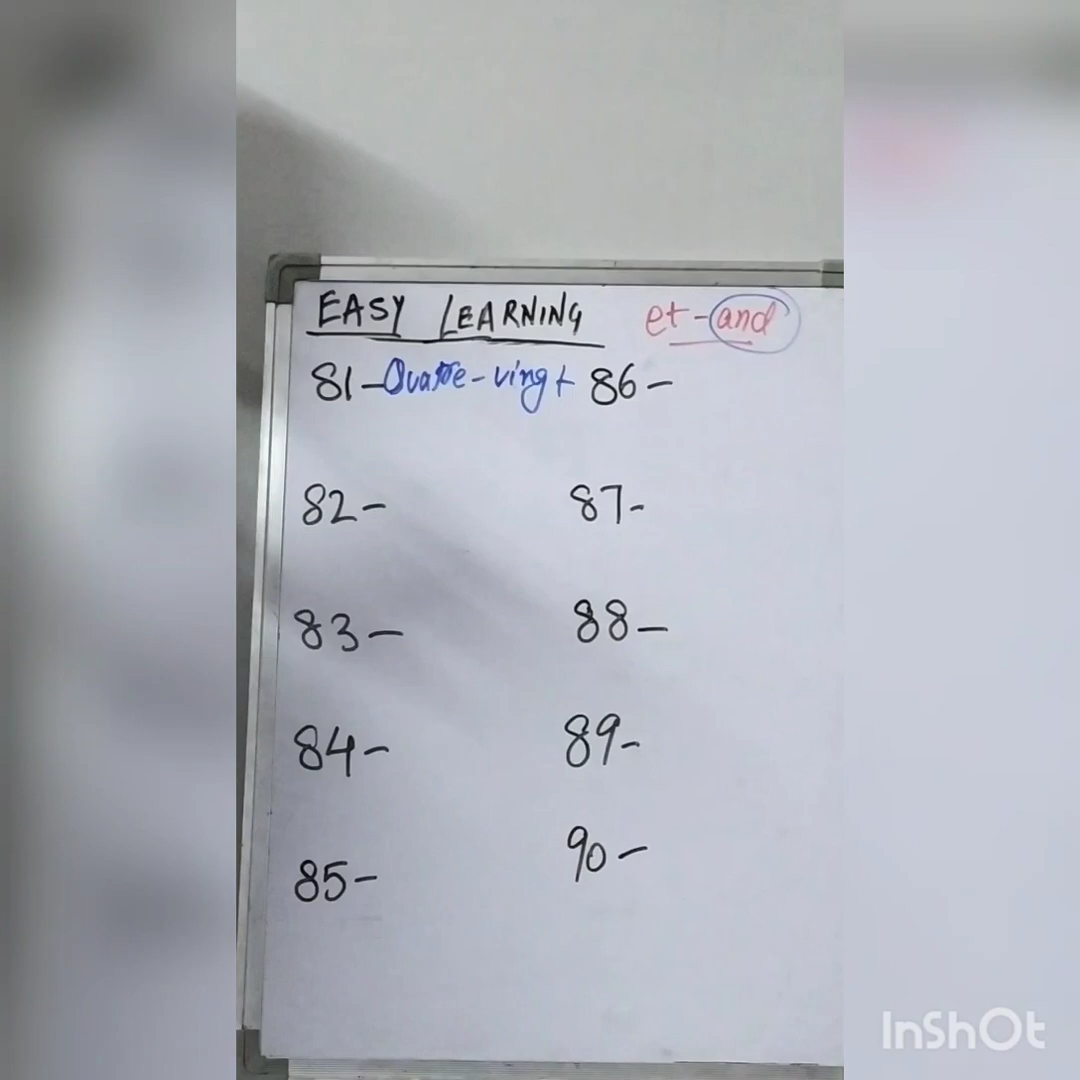 EASY LEARNING et-and
81-Quatre-vingt 86-
82- 87-
83- 88-
84- 89-
85- 90-
InShOt